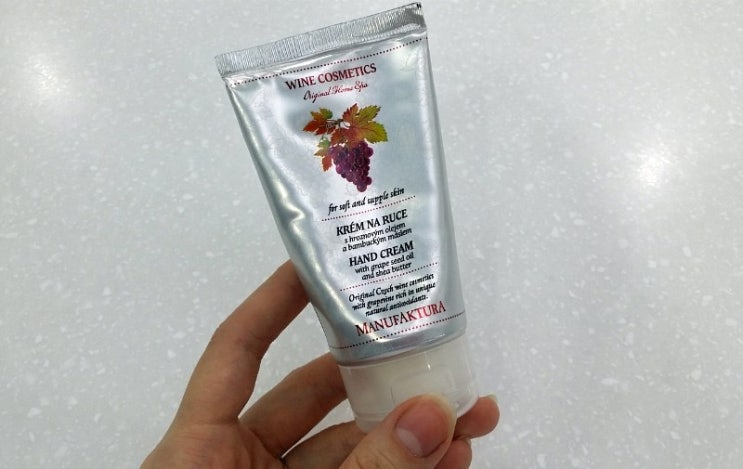 WINE COSMETICS
Original Home Spa
for soft and supple skin
KRÉM NA RUCE
s hroznovým olejem
a bambuckým máslem
HAND CREAM
with grape seed oil
and shea butter
Original Czech wine cosmetics
with grapevine rich in unique
natural antioxidants.
MANUFAKTURA